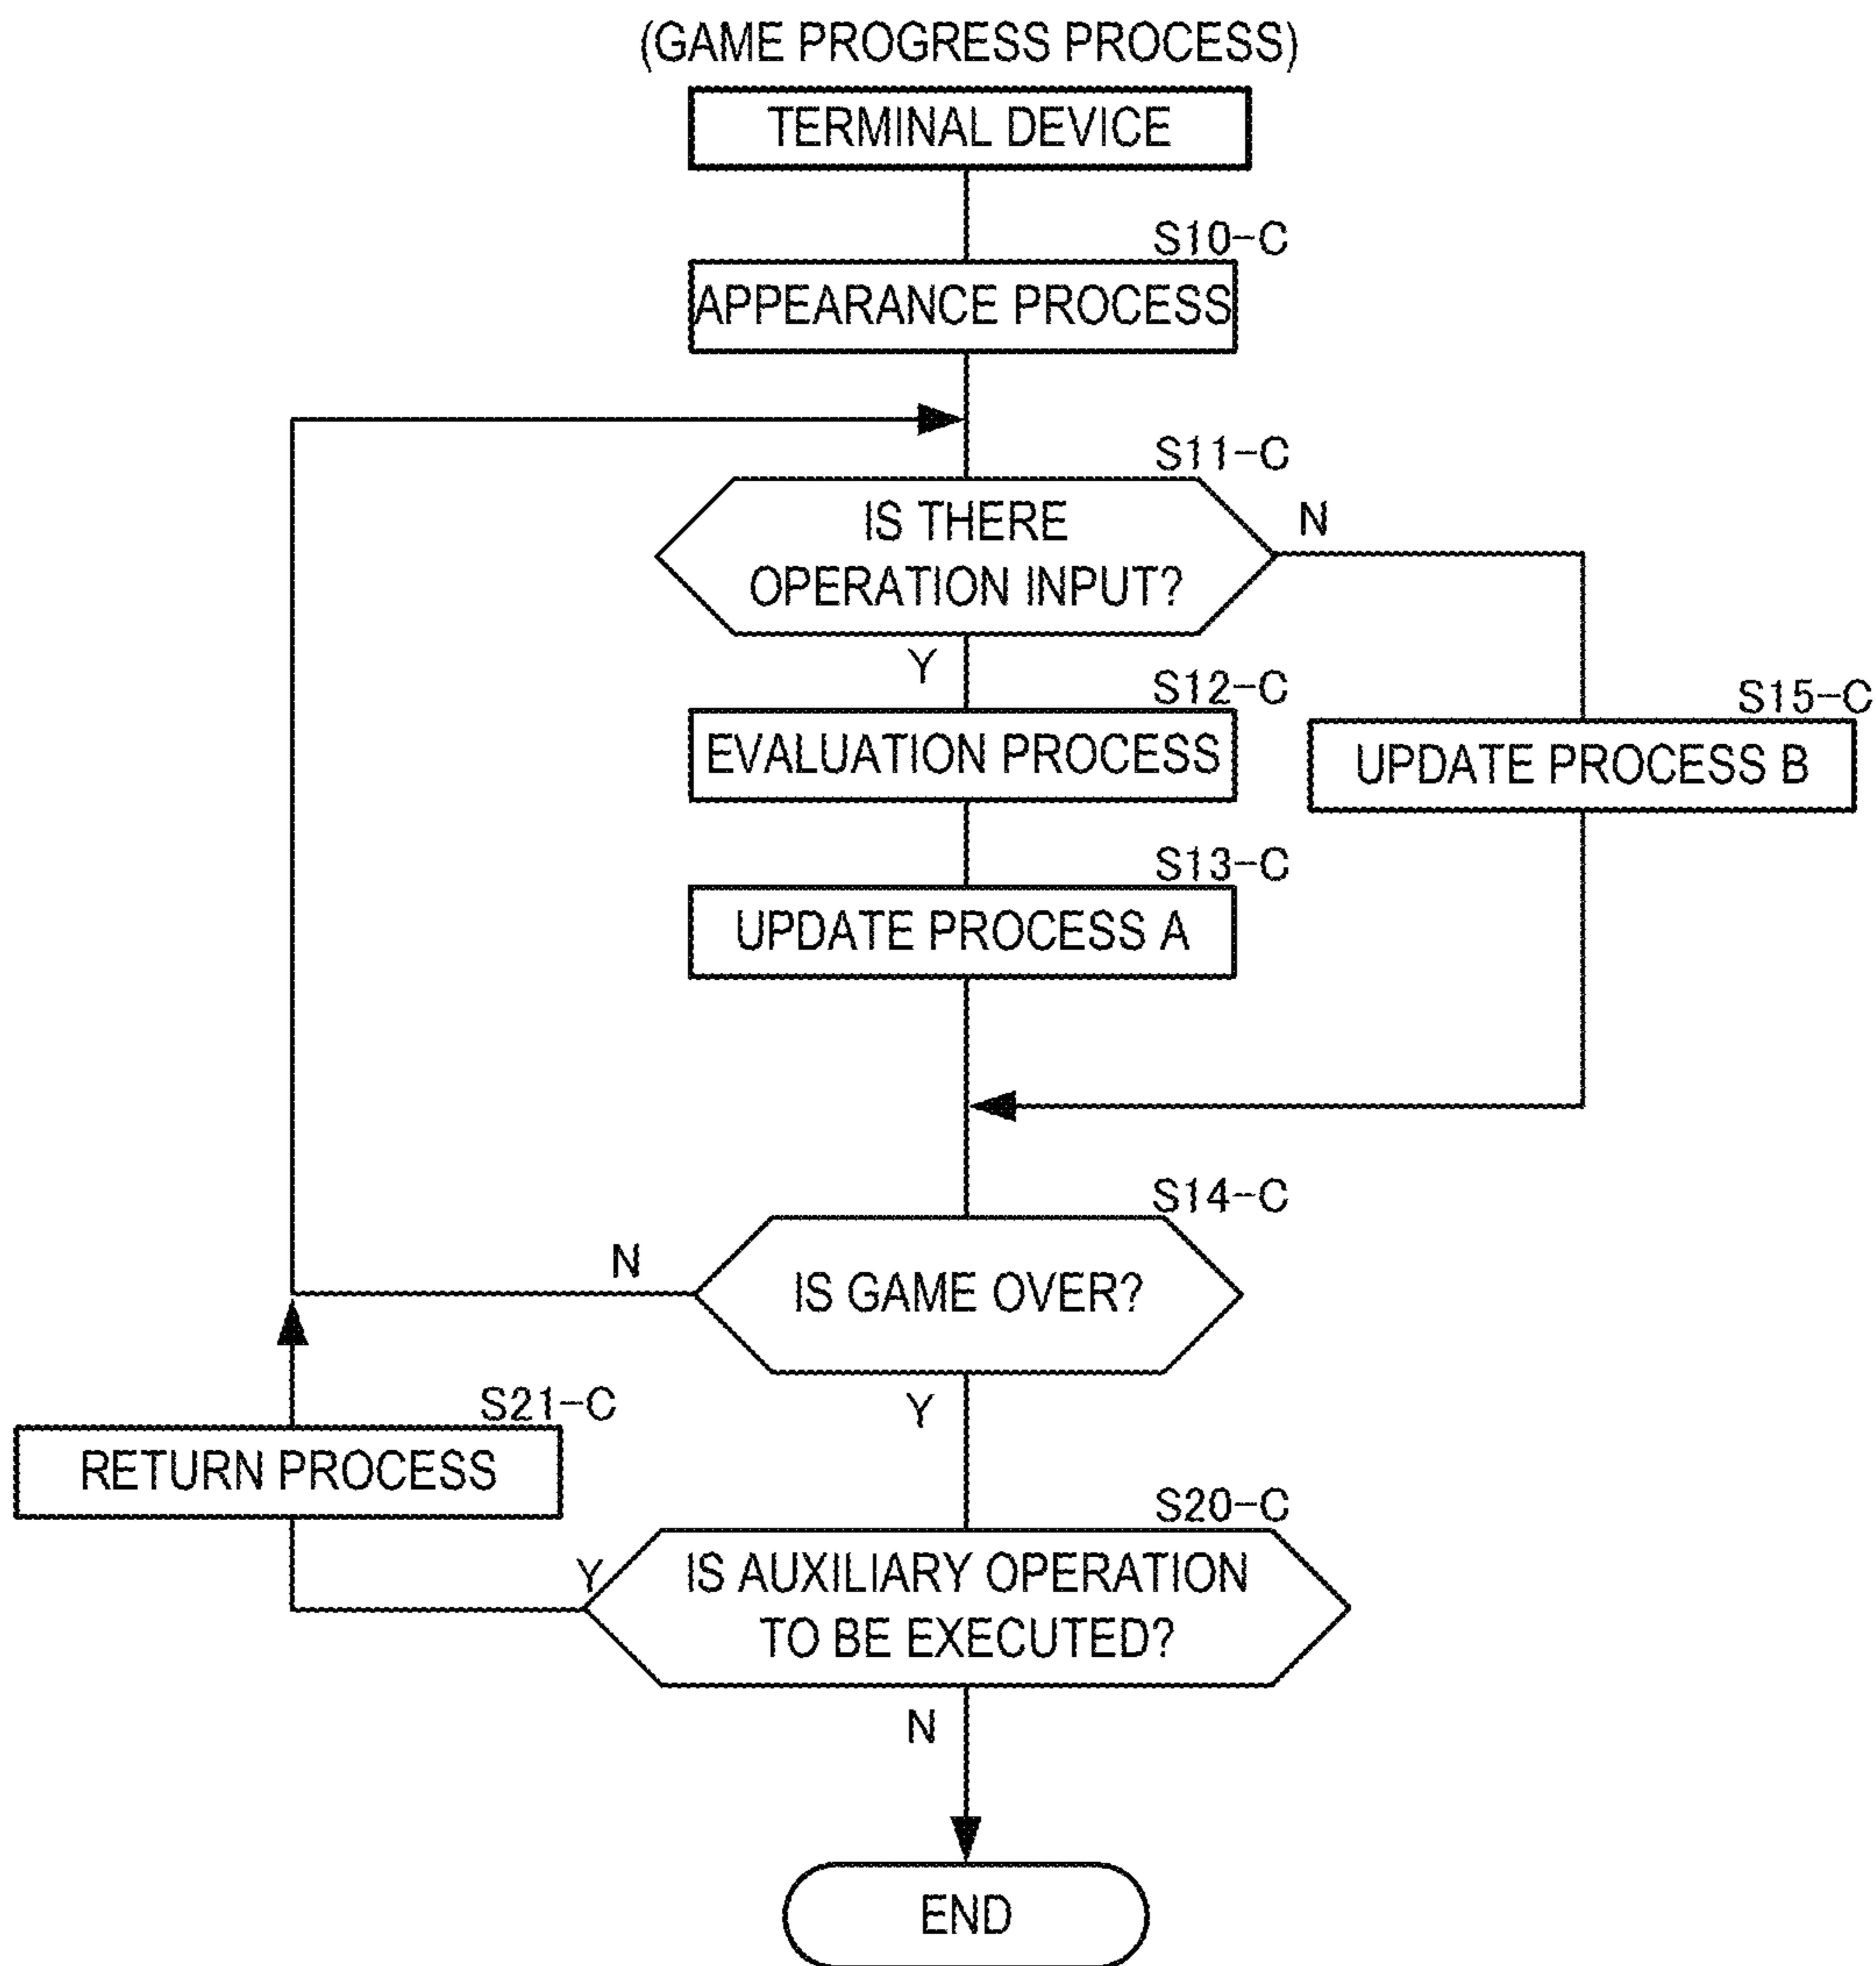 (GAME PROGRESS PROCESS)
TERMINAL DEVICE
S10-C
APPEARANCE PROCESS
S11-C
IS THERE
OPERATION INPUT?
N
Y
S12-C
EVALUATION PROCESS
S15-C
UPDATE PROCESS B
S13-C
UPDATE PROCESS A
S14-C
IS GAME OVER?
N
Y
S21-C
RETURN PROCESS
S20-C
IS AUXILIARY OPERATION
TO BE EXECUTED?
Y
N
END